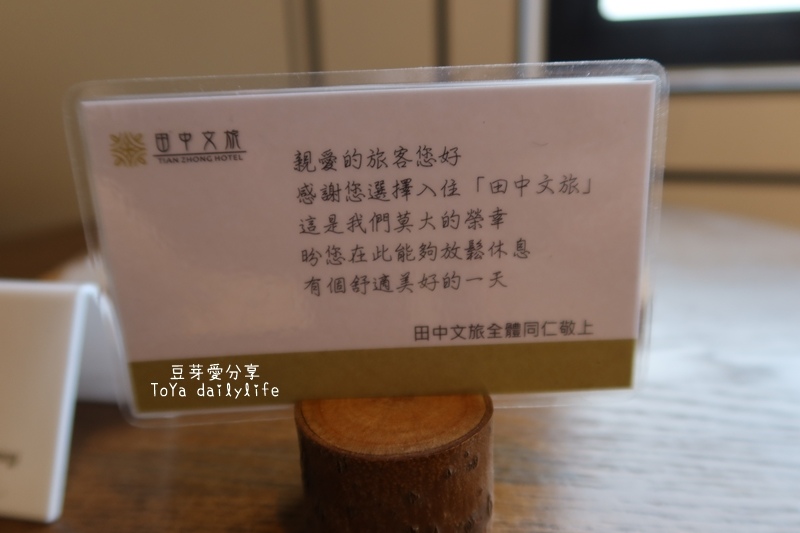 田中文旅
TIAN ZHONG HOTEL
親愛的旅客您好
感謝您選擇入住「田中文旅」
這是我們莫大的榮幸
盼您在此能夠放鬆休息
有個舒適美好的一天
田中文旅全體同仁敬上
豆芽愛分享
ToYa dailylife